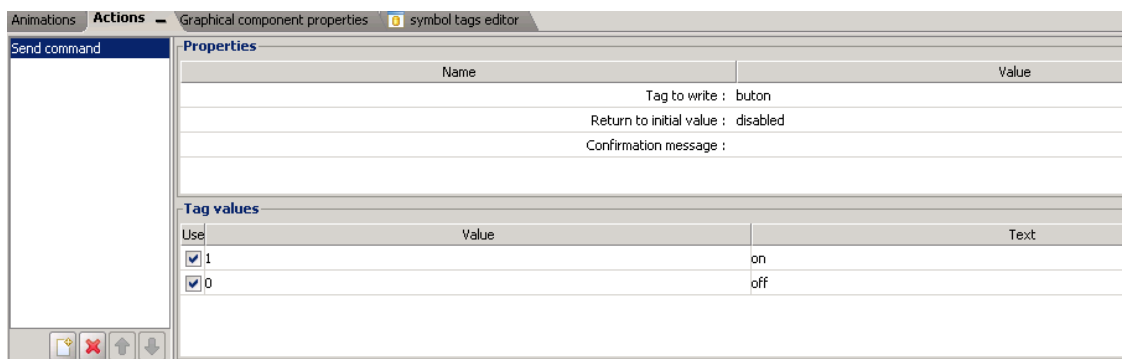 Animations Actions Graphical component properties symbol tags editor
Send command
Properties
Name Value
Tag to write : buton
Return to initial value : disabled
Confirmation message :
Tag values
Use Value Text
1 on
0 off